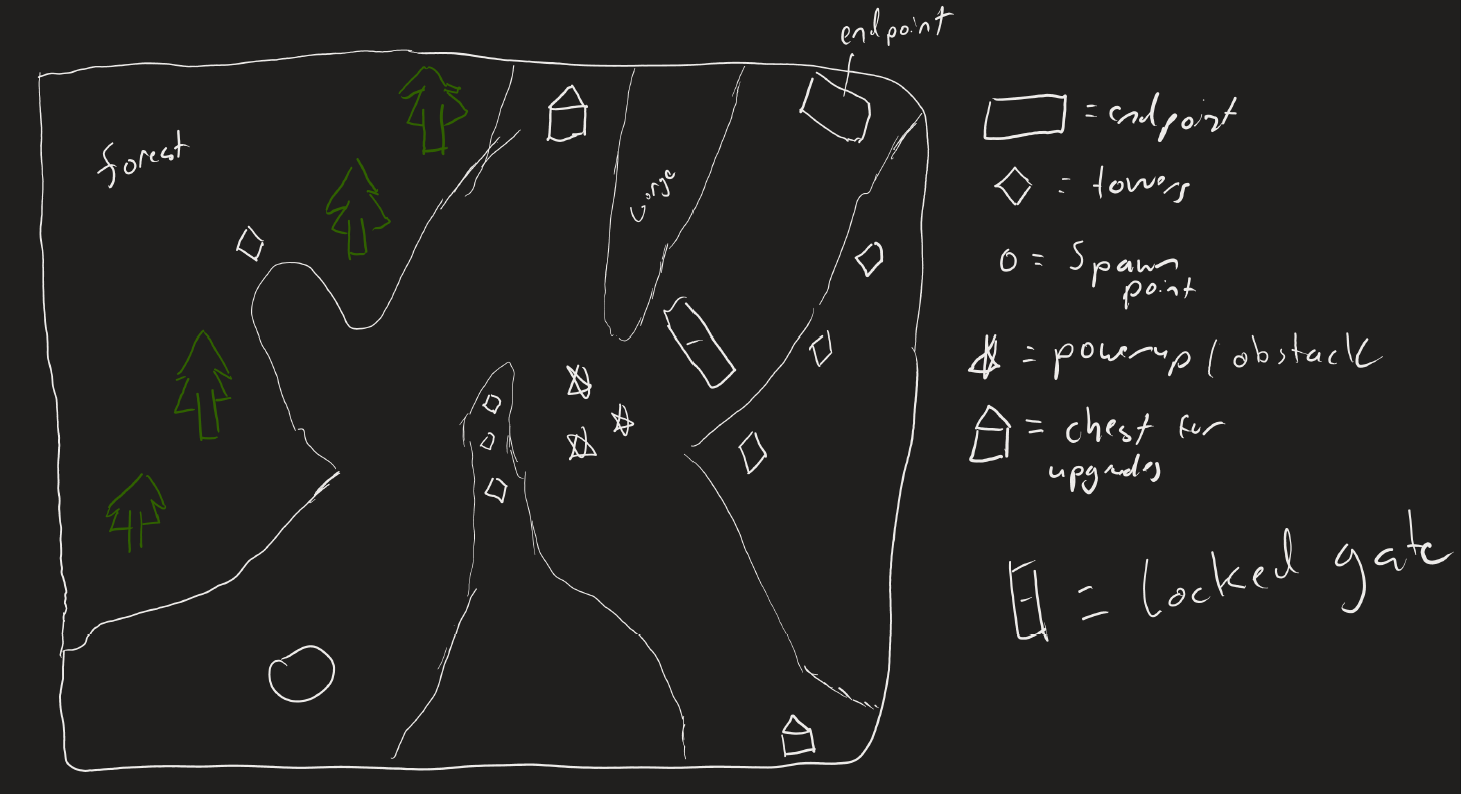 endpoint
forest
Gorge
= endpoint
= towers
= Spawn
point
= powerup / obstacle
= chest for
upgrades
= locked gate